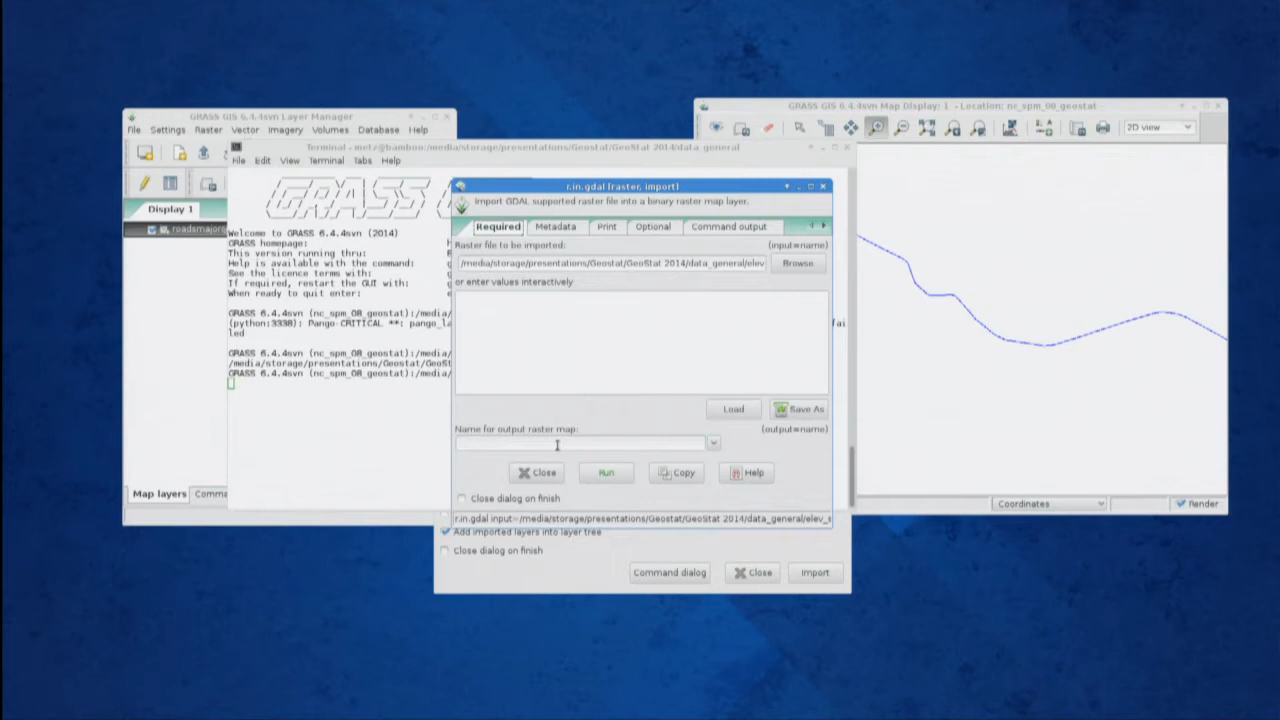 GRASS GIS 6.4.4svn Layer Manager
File Settings Raster Vector Imagery Volumes Database Help
Display 1
roadsmajor
Map layers Comma
Terminal - metz@bamboo:/media/storage/presentations/Geostat/GeoStat 2014/data_general
File Edit View Terminal Tabs Help
GRASS
Welcome to GRASS 6.4.4svn (2014)
GRASS homepage:
This version running thru:
Help is available with the command:
See the licence terms with:
If required, restart the GUI with:
When ready to quit enter:
GRASS 6.4.4svn (nc_spm_08_geostat):/media/
(python:3338): Pango-CRITICAL **: pango_la
fai
led
GRASS 6.4.4svn (nc_spm_08_geostat):/media/
/media/storage/presentations/Geostat/GeoS
GRASS 6.4.4svn (nc_spm_08_geostat):/media/
r.in.gdal [raster, import]
Import GDAL supported raster file into a binary raster map layer.
Required Metadata Print Optional Command output
Raster file to be imported: (input=name)
/media/storage/presentations/Geostat/GeoStat 2014/data_general/elev Browse
or enter values interactively
Load Save As
Name for output raster map: (output=name)
Close Run Copy Help
Close dialog on finish
r.in.gdal input=/media/storage/presentations/Geostat/GeoStat 2014/data_general/elev_s
Add imported layers into layer tree
Close dialog on finish
Command dialog Close Import
GRASS GIS 6.4.4svn Map Display: 1 - Location: nc_spm_08_geostat
2D view
Coordinates Render